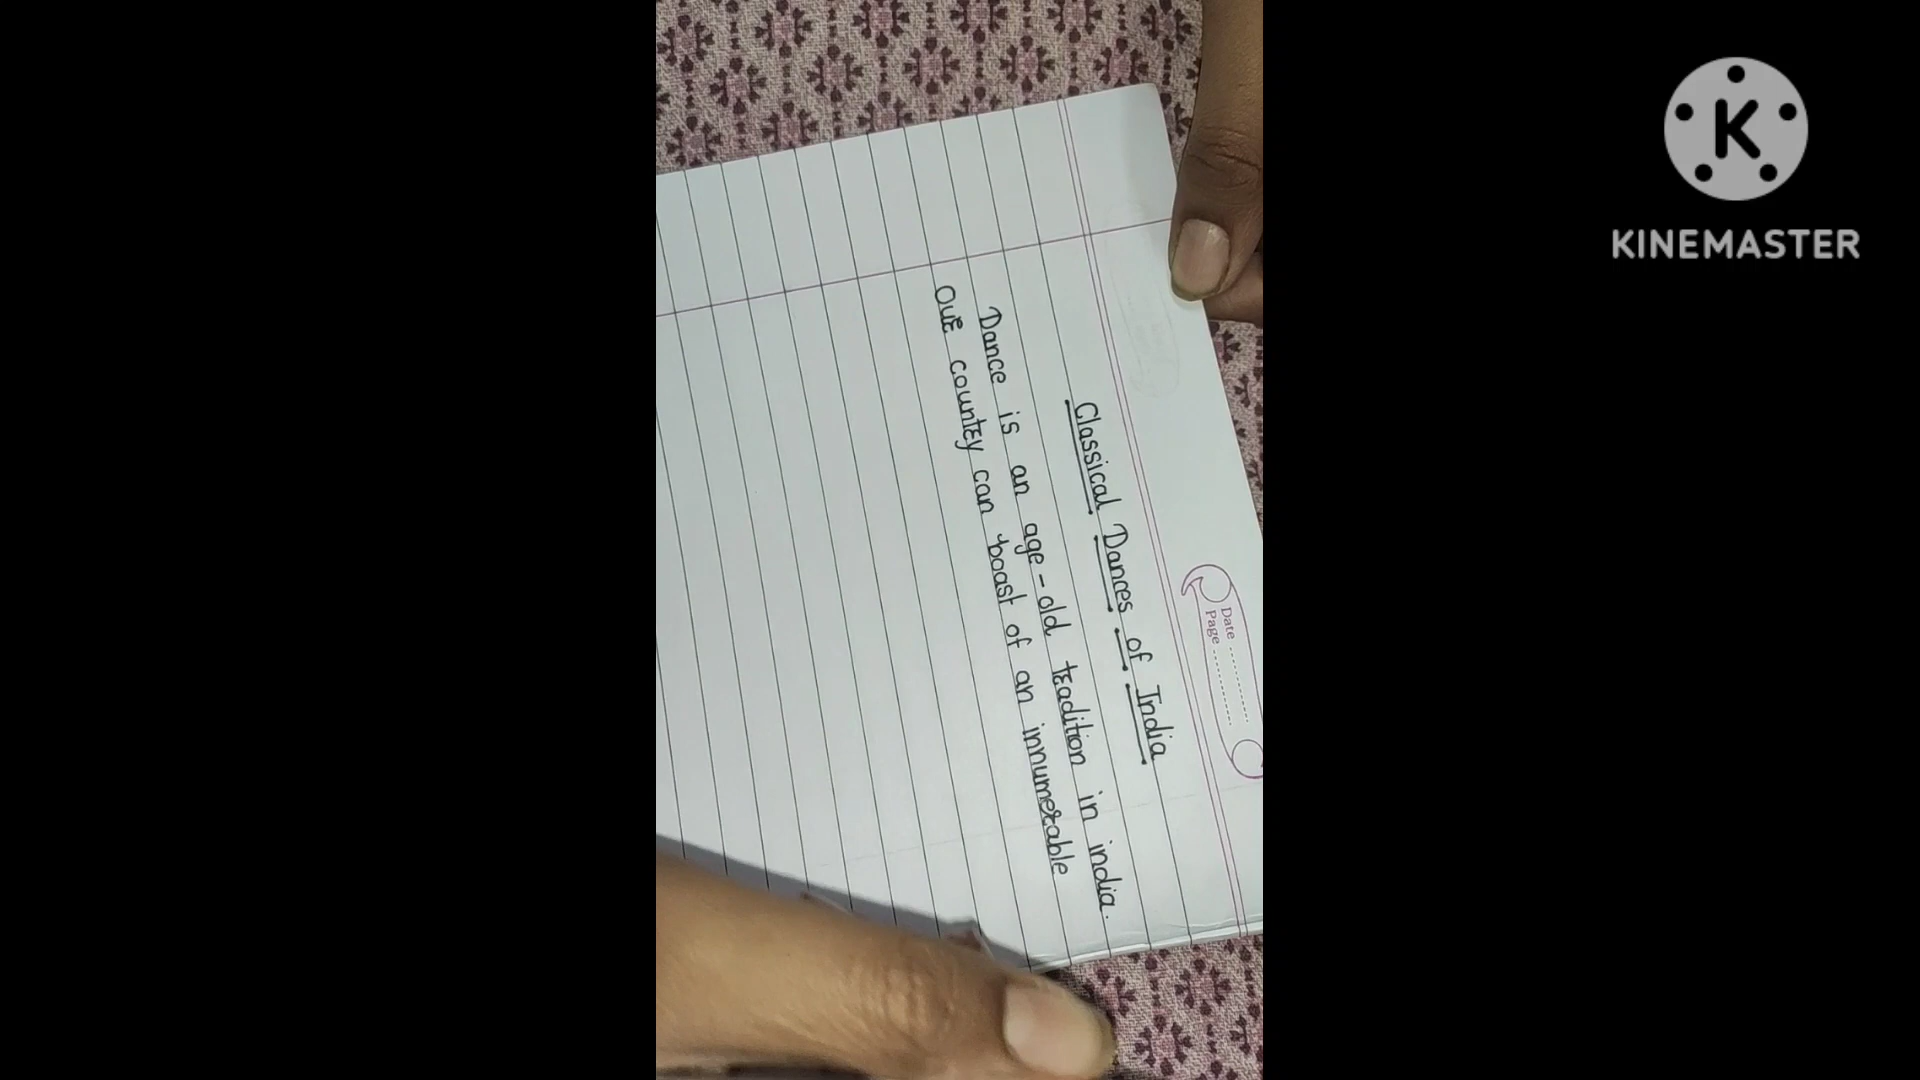 Date
Page
Classical Dances of India
Dance is an age-old tradition in india.
Our country can boast of an innumerable
KINEMASTER